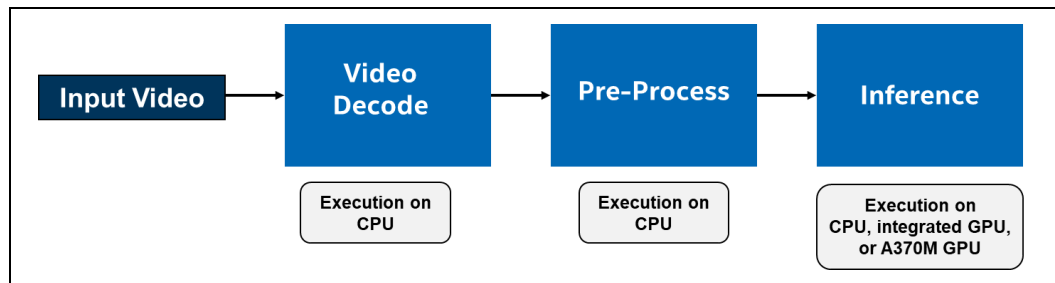 Input Video
Video
Decode
Pre-Process
Inference
Execution on
CPU
Execution on
CPU
Execution on
CPU, integrated GPU,
or A370M GPU